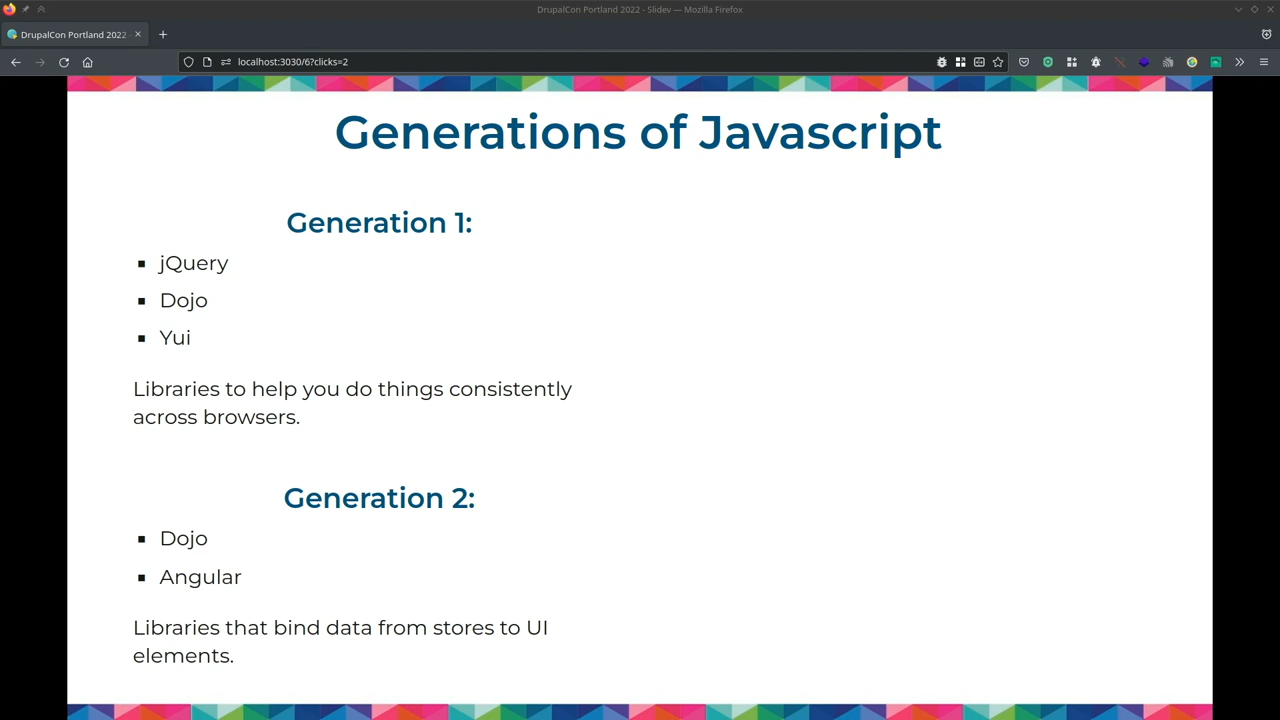 DrupalCon Portland 2022 - Slidev — Mozilla Firefox
DrupalCon Portland 2022
localhost:3030/6?clicks=2
Generations of Javascript
Generation 1:
jQuery
Dojo
Yui
Libraries to help you do things consistently
across browsers.
Generation 2:
Dojo
Angular
Libraries that bind data from stores to UI
elements.